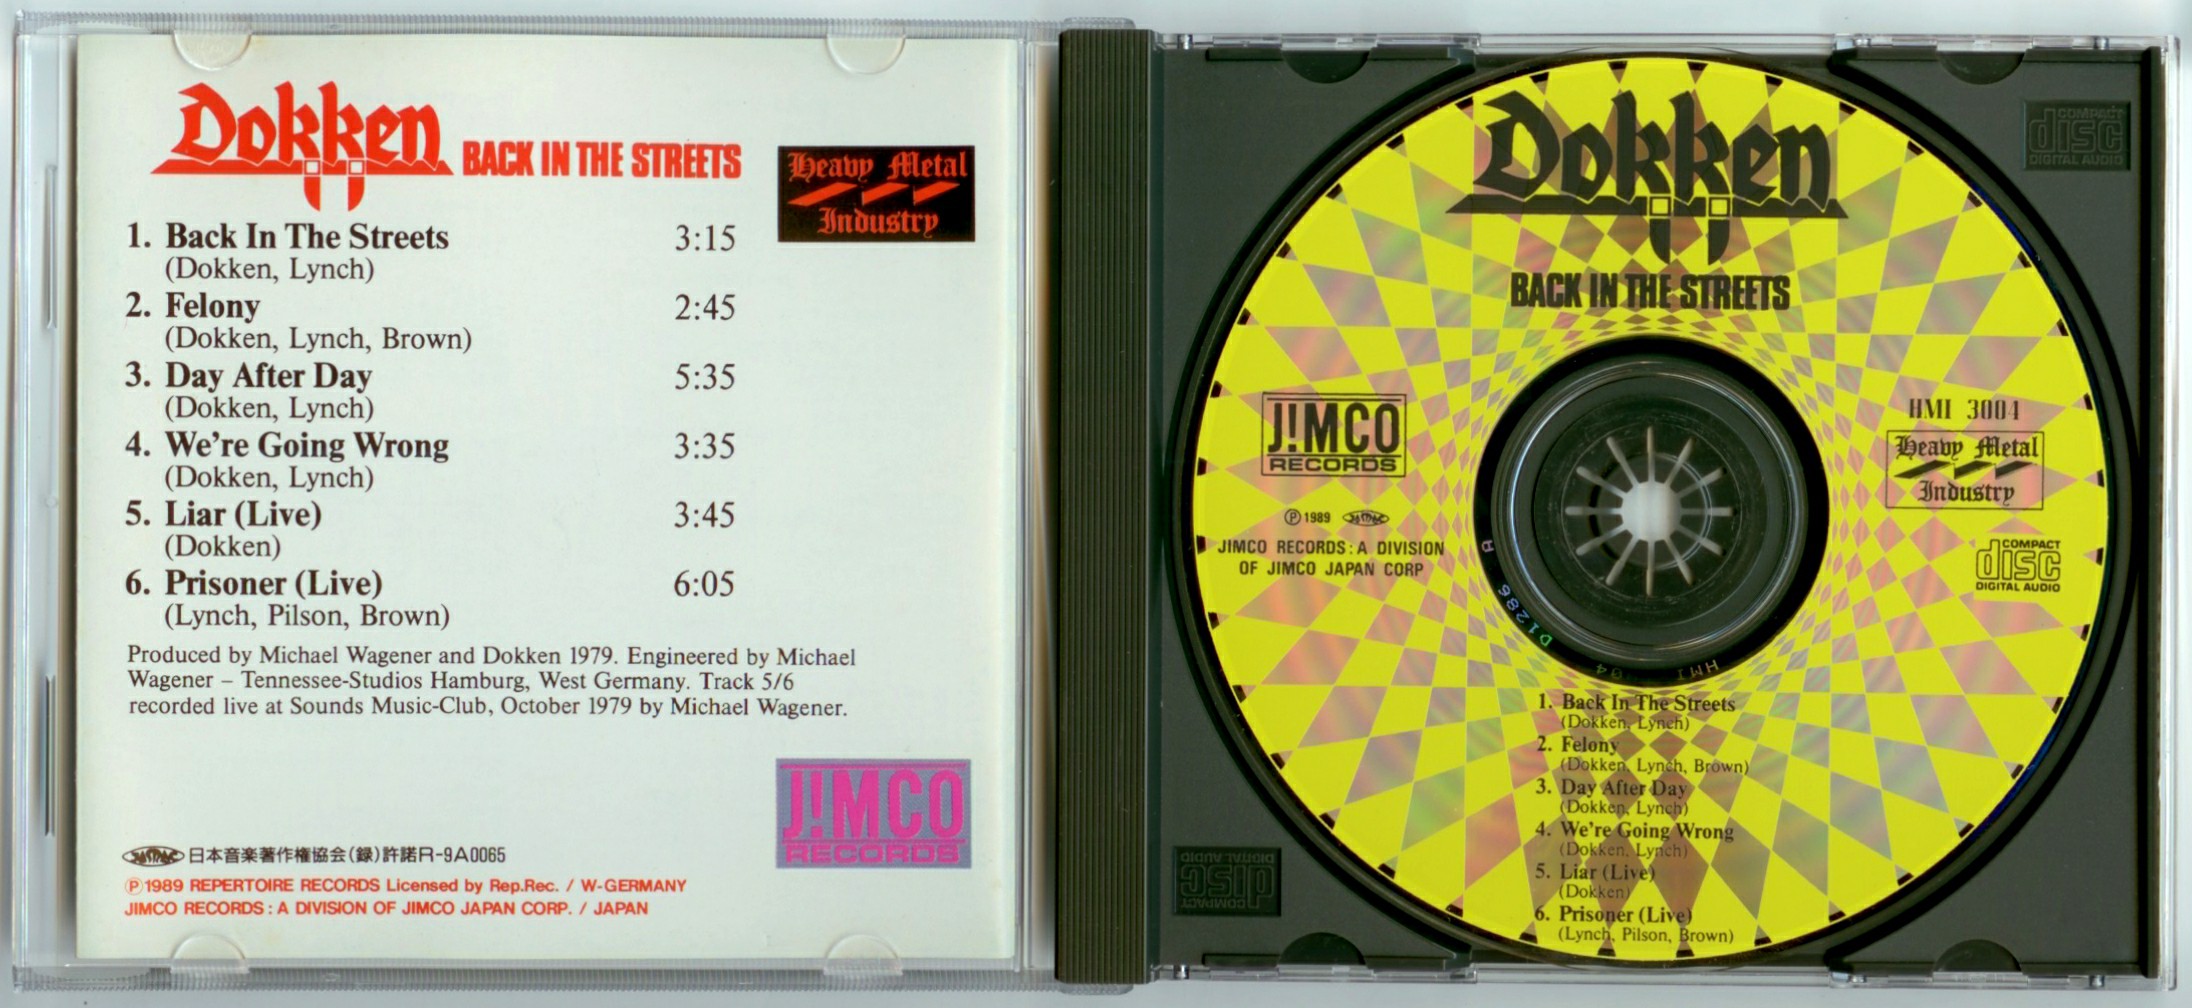 Dokken BACK IN THE STREETS
Heavy Metal
Industry
1. Back In The Streets 3:15
(Dokken, Lynch)
2. Felony 2:45
(Dokken, Lynch, Brown)
3. Day After Day 5:35
(Dokken, Lynch)
4. We're Going Wrong 3:35
(Dokken, Lynch)
5. Liar (Live) 3:45
(Dokken)
6. Prisoner (Live) 6:05
(Lynch, Pilson, Brown)
Produced by Michael Wagener and Dokken 1979. Engineered by Michael
Wagener – Tennessee-Studios Hamburg, West Germany. Track 5/6
recorded live at Sounds Music-Club, October 1979 by Michael Wagener.
J!MCO
RECORDS
日本音楽著作権協会(録)許諾R-9A0065
Ⓟ1989 REPERTOIRE RECORDS Licensed by Rep.Rec. / W-GERMANY
JIMCO RECORDS : A DIVISION OF JIMCO JAPAN CORP. / JAPAN
Dokken
BACK IN THE STREETS
J!MCO
RECORDS
Ⓟ1989
JIMCO RECORDS : A DIVISION
OF JIMCO JAPAN CORP
HMI 3004
Heavy Metal
Industry
COMPACT
disc
DIGITAL AUDIO
1. Back In The Streets
(Dokken, Lynch)
2. Felony
(Dokken, Lynch, Brown)
3. Day After Day
(Dokken, Lynch)
4. We're Going Wrong
(Dokken, Lynch)
5. Liar (Live)
(Dokken)
6. Prisoner (Live)
(Lynch, Pilson, Brown)
COMPACT
disc
DIGITAL AUDIO
COMPACT
disc
DIGITAL AUDIO